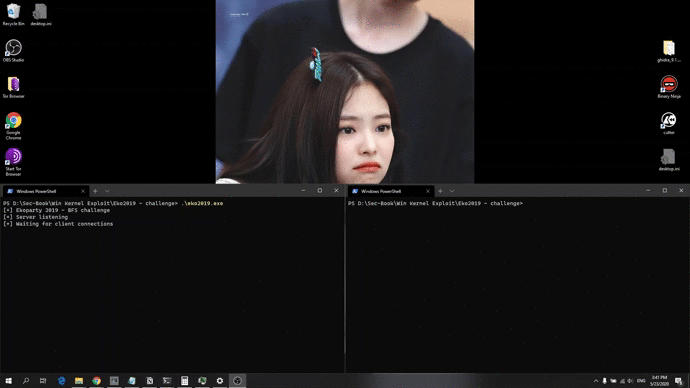 Recycle Bin
desktop.ini
OBS Studio
Tor Browser
Google Chrome
Start Tor Browser
ghidra_9.1...
Binary Ninja
cutter
desktop.ini
Windows PowerShell
PS D:\Sec-Book\Win Kernel Exploit\Eko2019 - challenge> .\eko2019.exe
[+] Ekoparty 2019 - BFS challenge
[+] Server listening
[+] Waiting for client connections
Windows PowerShell
PS D:\Sec-Book\Win Kernel Exploit\Eko2019 - challenge>
ENG
3:41 PM
5/23/2020